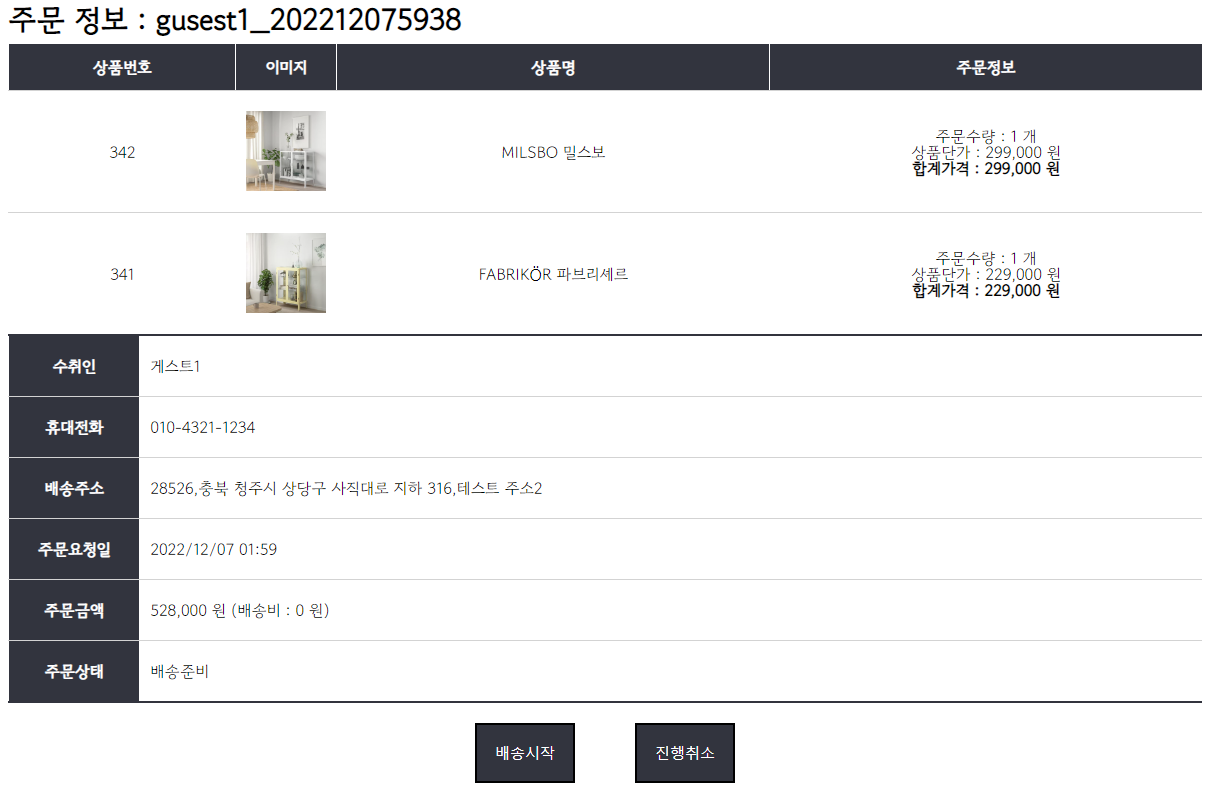 주문 정보 : gusest1_202212075938
상품번호 이미지 상품명 주문정보
342 MILSBO 밀스보
주문수량 : 1 개
상품단가 : 299,000 원
합계가격 : 299,000 원
341 FABRIKÖR 파브리셰르
주문수량 : 1 개
상품단가 : 229,000 원
합계가격 : 229,000 원
수취인 게스트1
휴대전화 010-4321-1234
배송주소 28526,충북 청주시 상당구 사직대로 지하 316,테스트 주소2
주문요청일 2022/12/07 01:59
주문금액 528,000 원 (배송비 : 0 원)
주문상태 배송준비
배송시작 진행취소